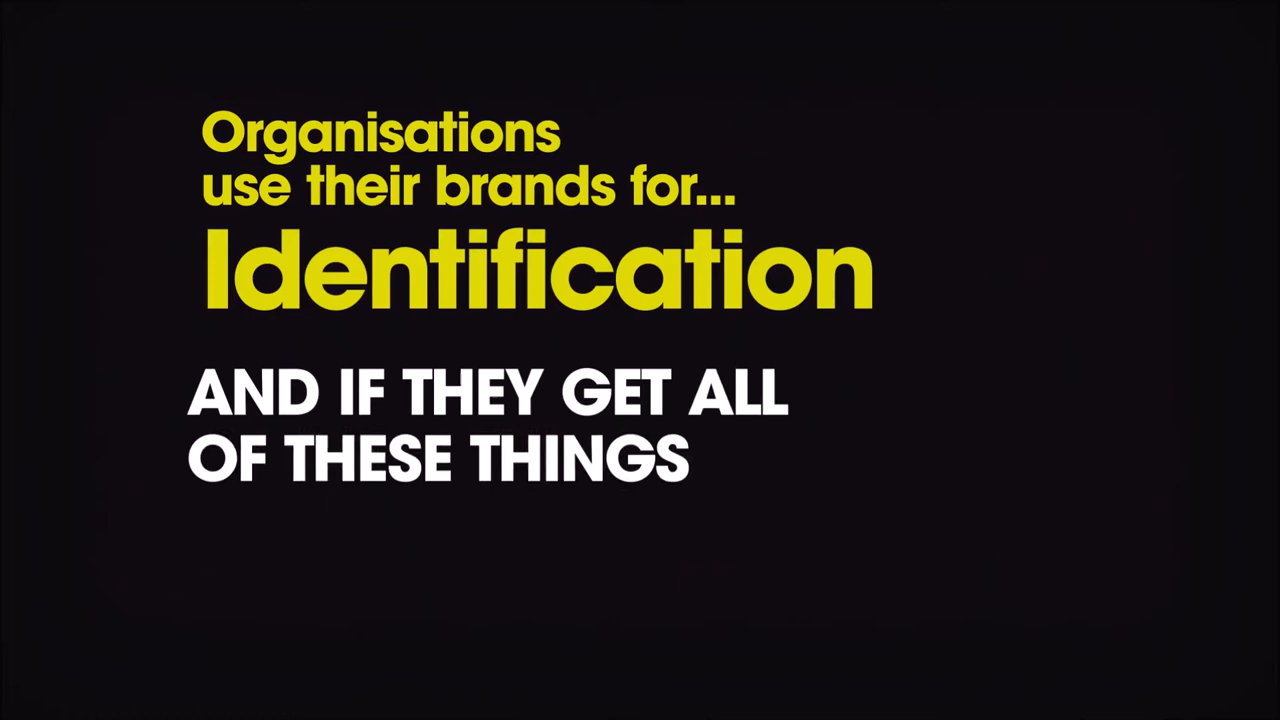 Organisations
use their brands for...
Identification
AND IF THEY GET ALL
OF THESE THINGS